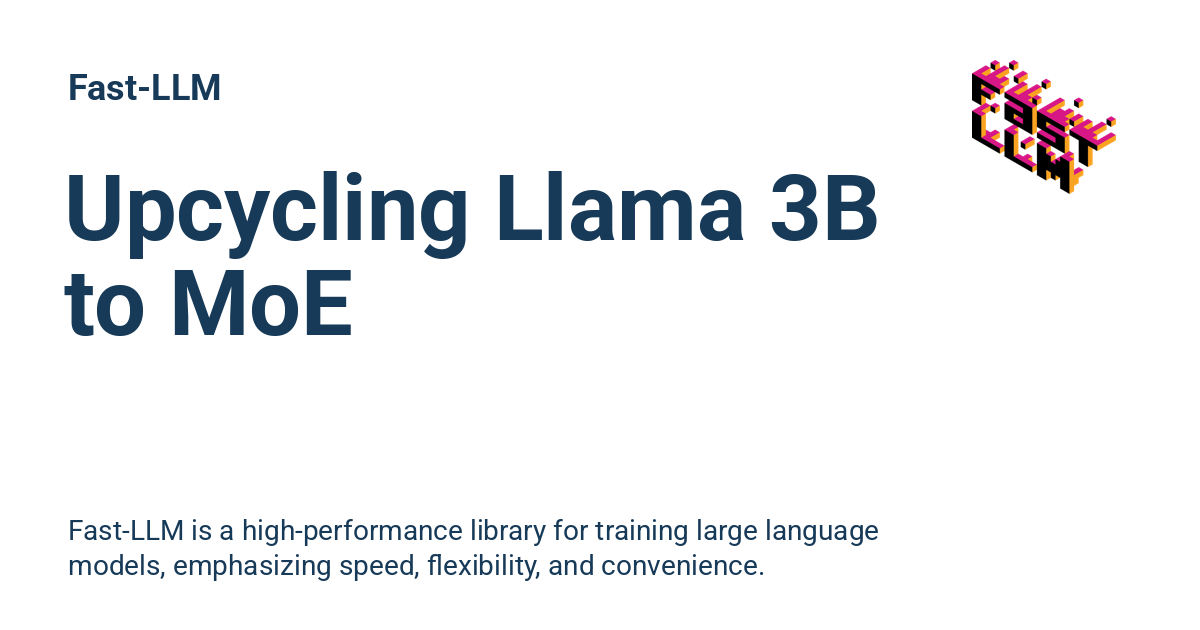 Fast-LLM
Fast
LLM
Upcycling Llama 3B
to MoE
Fast-LLM is a high-performance library for training large language
models, emphasizing speed, flexibility, and convenience.